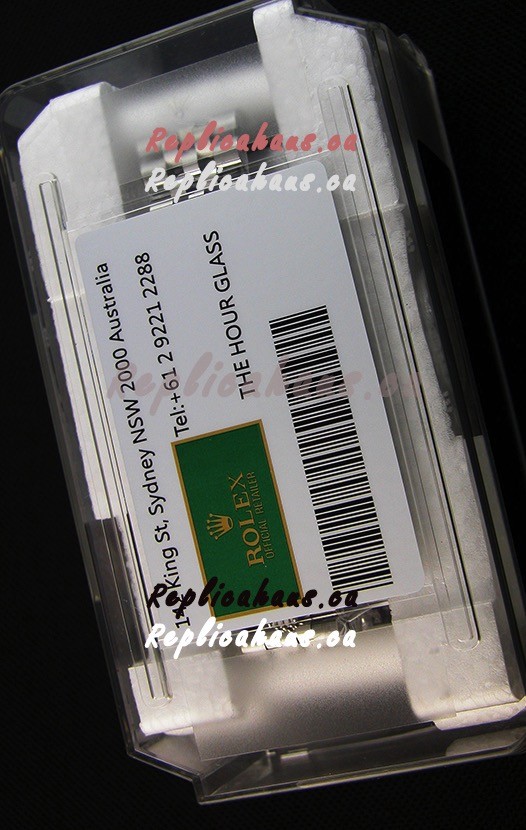 Replicahaus.ca
Replicahaus.ca
King St, Sydney NSW 2000 Australia
Tel:+61 2 9221 2288
THE HOUR GLASS
Replicahaus.ca
ROLEX
OFFICIAL RETAILER
Replicahaus.ca
Replicahaus.ca